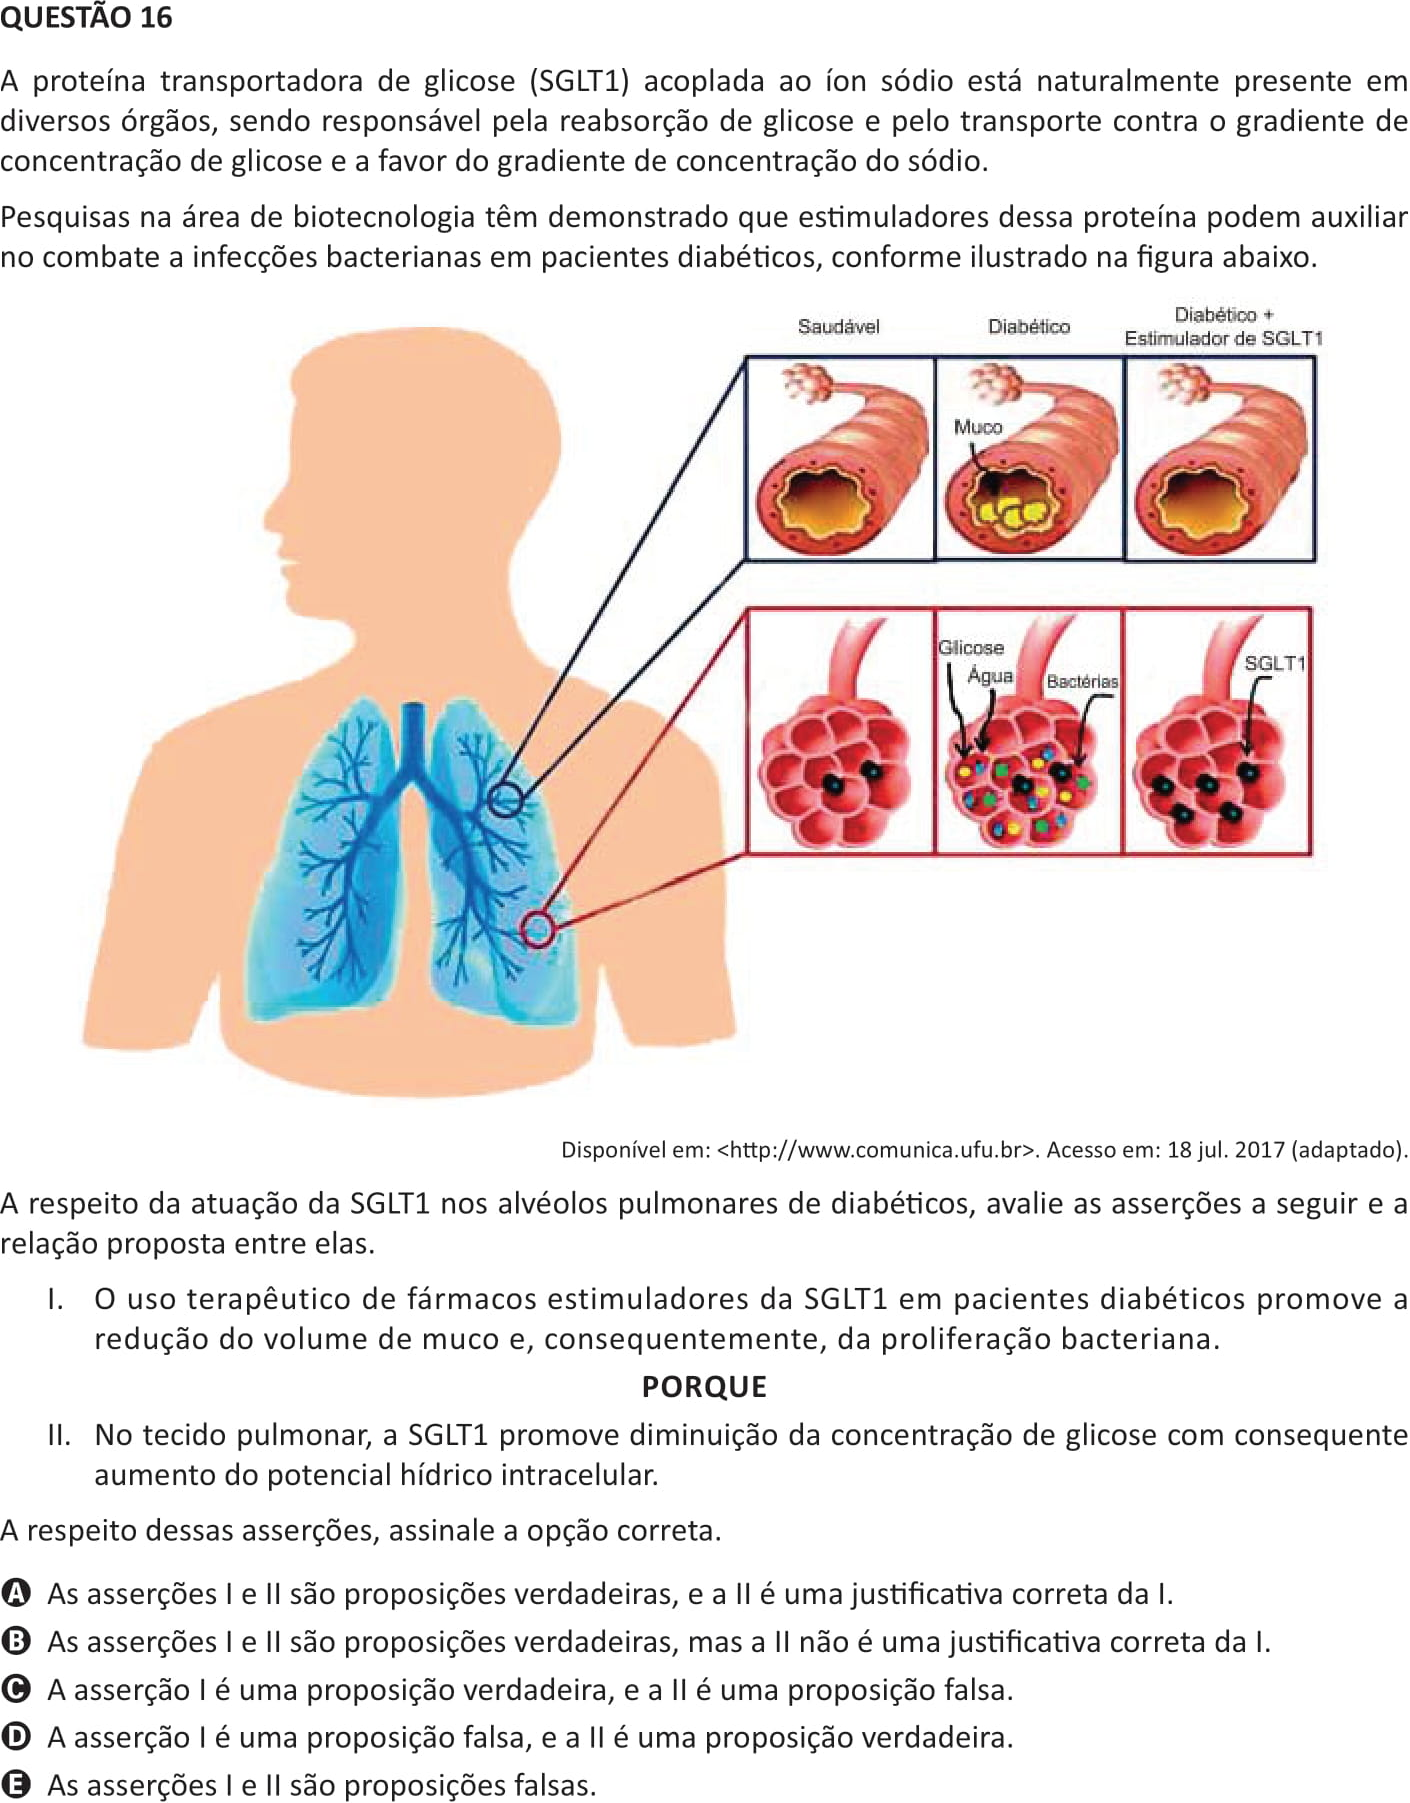 QUESTÃO 16
A proteína transportadora de glicose (SGLT1) acoplada ao íon sódio está naturalmente presente em
diversos órgãos, sendo responsável pela reabsorção de glicose e pelo transporte contra o gradiente de
concentração de glicose e a favor do gradiente de concentração do sódio.
Pesquisas na área de biotecnologia têm demonstrado que estimuladores dessa proteína podem auxiliar
no combate a infecções bacterianas em pacientes diabéticos, conforme ilustrado na figura abaixo.
Saudável
Diabético
Diabético +
Estimulador de SGLT1
Muco
Glicose
Água
Bactérias
SGLT1
Disponível em: <http://www.comunica.ufu.br>. Acesso em: 18 jul. 2017 (adaptado).
A respeito da atuação da SGLT1 nos alvéolos pulmonares de diabéticos, avalie as asserções a seguir e a
relação proposta entre elas.
I. O uso terapêutico de fármacos estimuladores da SGLT1 em pacientes diabéticos promove a
redução do volume de muco e, consequentemente, da proliferação bacteriana.
PORQUE
II. No tecido pulmonar, a SGLT1 promove diminuição da concentração de glicose com consequente
aumento do potencial hídrico intracelular.
A respeito dessas asserções, assinale a opção correta.
A As asserções I e II são proposições verdadeiras, e a II é uma justificativa correta da I.
B As asserções I e II são proposições verdadeiras, mas a II não é uma justificativa correta da I.
C A asserção I é uma proposição verdadeira, e a II é uma proposição falsa.
D A asserção I é uma proposição falsa, e a II é uma proposição verdadeira.
E As asserções I e II são proposições falsas.